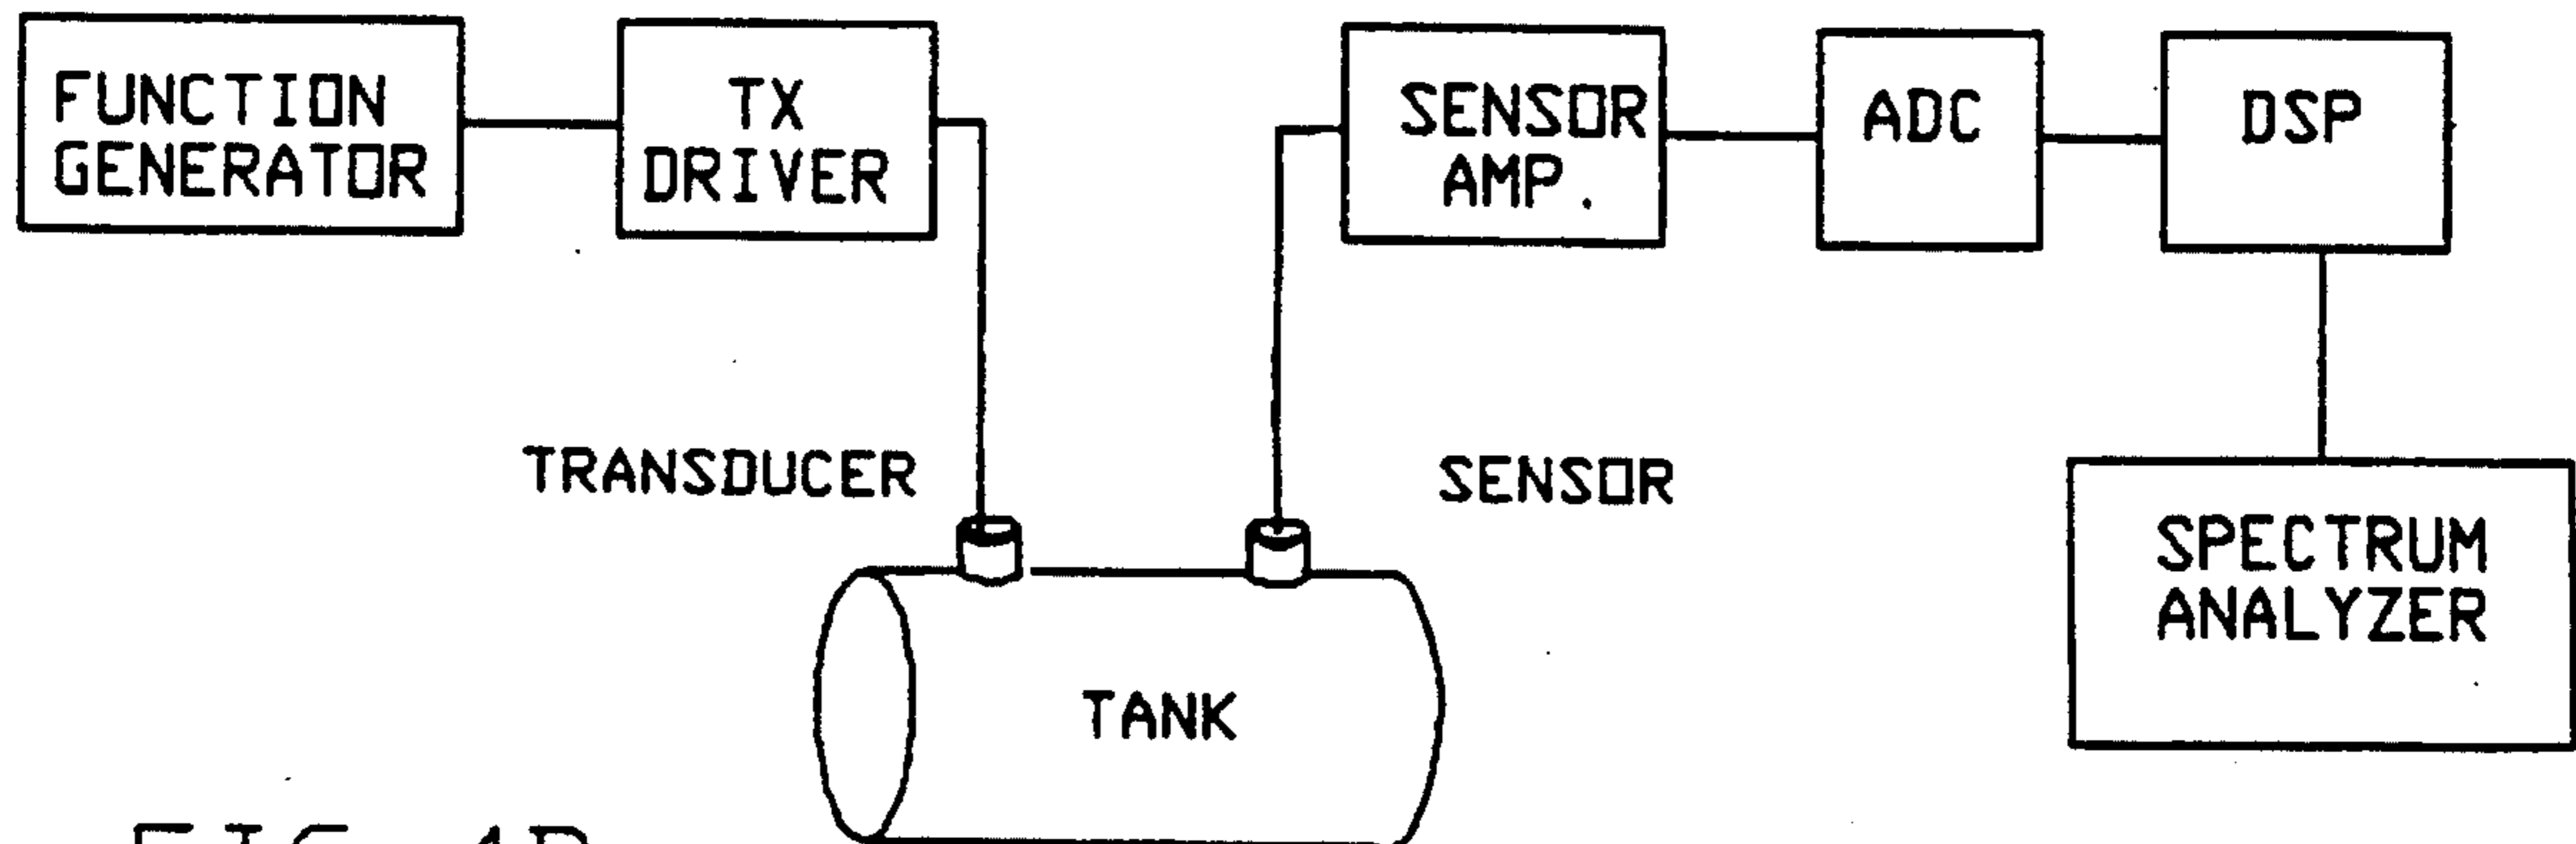 FUNCTION
GENERATOR
TX
DRIVER
SENSOR
AMP.
ADC
DSP
TRANSDUCER
SENSOR
SPECTRUM
ANALYZER
TANK